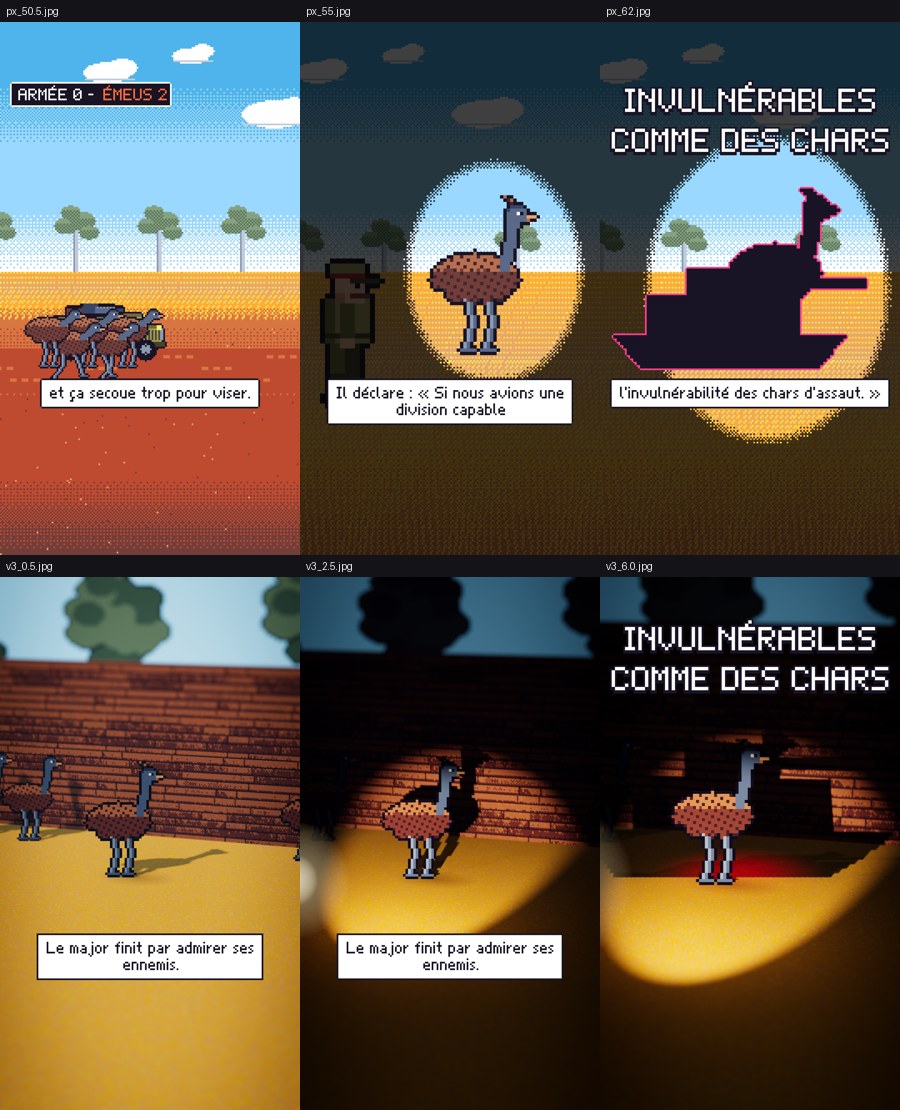 px_50.5.jpg
px_55.jpg
px_62.jpg
ARMÉE 0 - ÉMEUS 2
et ça secoue trop pour viser.
Il déclare : « Si nous avions une
division capable
INVULNÉRABLES
COMME DES CHARS
l'invulnérabilité des chars d'assaut. »
v3_0.5.jpg
v3_2.5.jpg
v3_6.0.jpg
Le major finit par admirer ses
ennemis.
Le major finit par admirer ses
ennemis.
INVULNÉRABLES
COMME DES CHARS